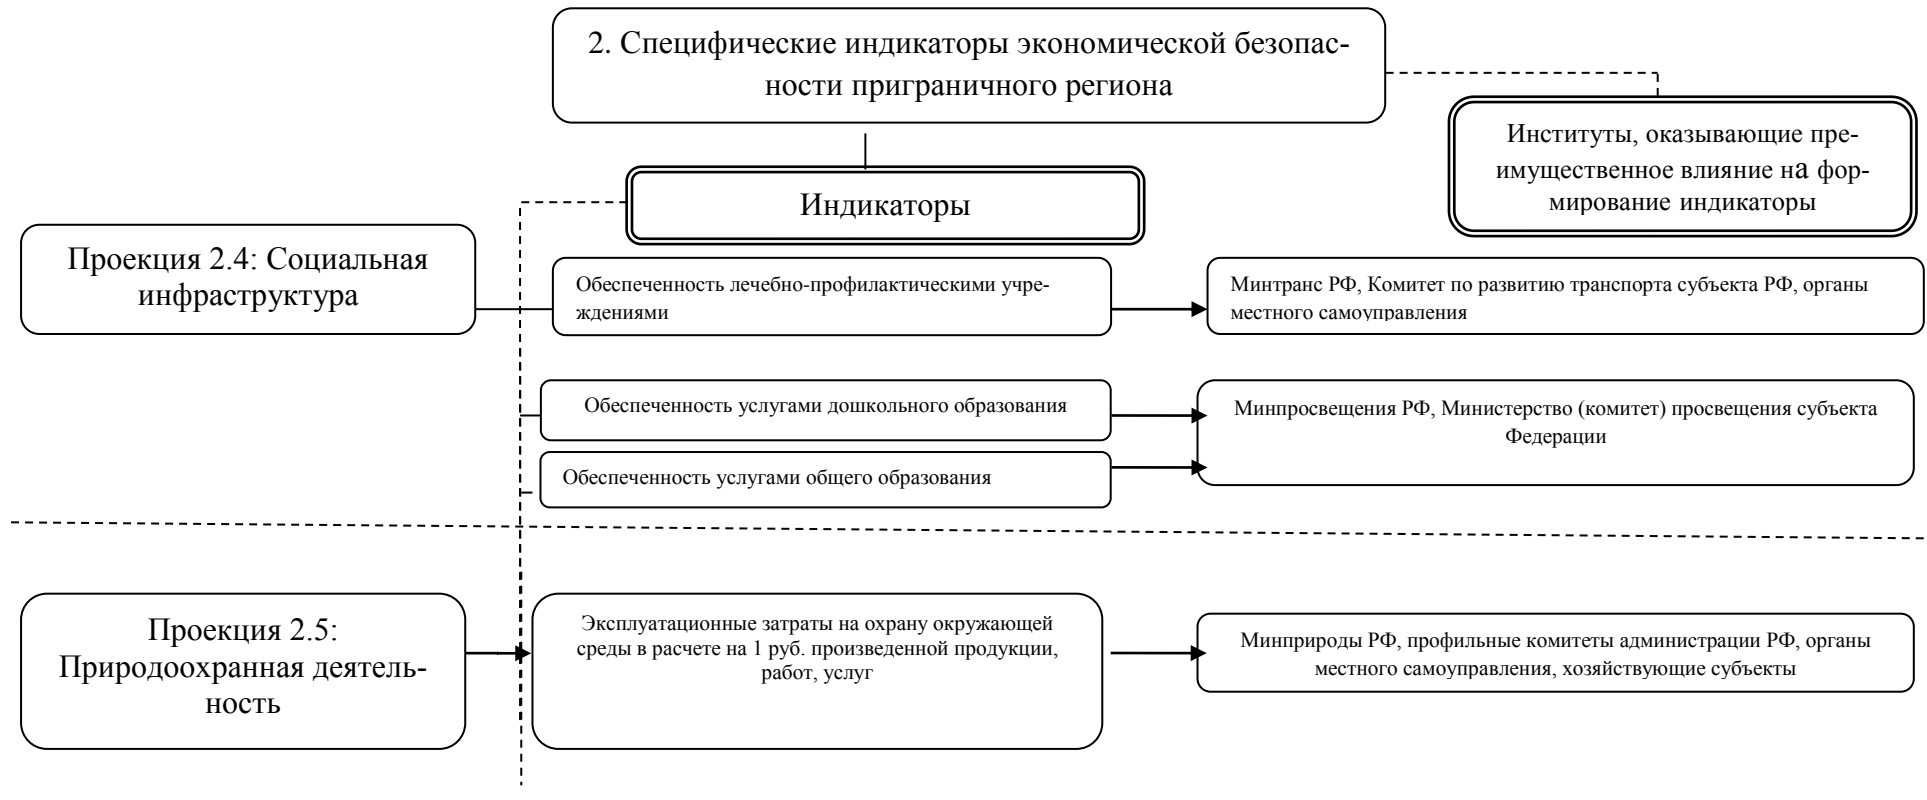 2. Специфические индикаторы экономической безопас-
ности приграничного региона
Институты, оказывающие пре-
имущественное влияние на фор-
мирование индикаторы
Индикаторы
Проекция 2.4: Социальная
инфраструктура
Обеспеченность лечебно-профилактическими учре-
ждениями
Минтранс РФ, Комитет по развитию транспорта субъекта РФ, органы
местного самоуправления
Обеспеченность услугами дошкольного образования
Минпросвещения РФ, Министерство (комитет) просвещения субъекта
Федерации
Обеспеченность услугами общего образования
Проекция 2.5:
Природоохранная деятель-
ность
Эксплуатационные затраты на охрану окружающей
среды в расчете на 1 руб. произведенной продукции,
работ, услуг
Минприроды РФ, профильные комитеты администрации РФ, органы
местного самоуправления, хозяйствующие субъекты